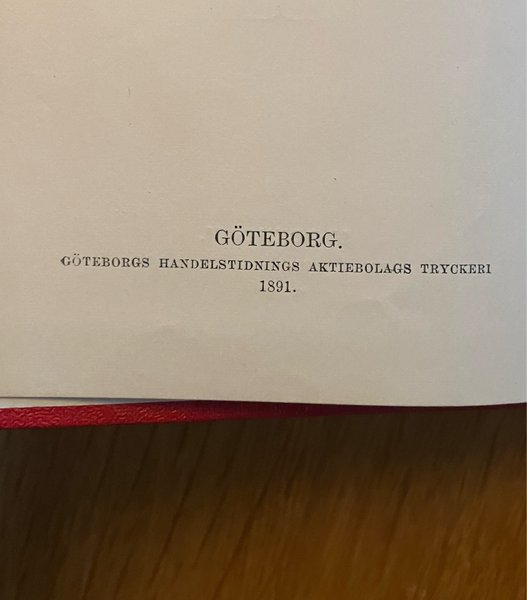 GÖTEBORG.
GÖTEBORGS HANDELSTIDNINGS AKTIEBOLAGS TRYCKERI
1891.